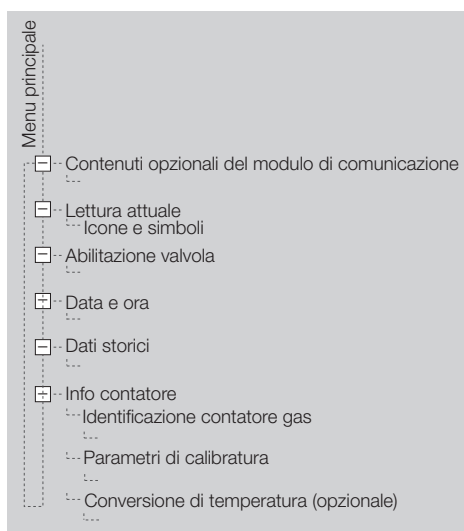 Menu principale
Contenuti opzionali del modulo di comunicazione
Lettura attuale
Icone e simboli
Abilitazione valvola
Data e ora
Dati storici
Info contatore
Identificazione contatore gas
Parametri di calibratura
Conversione di temperatura (opzionale)